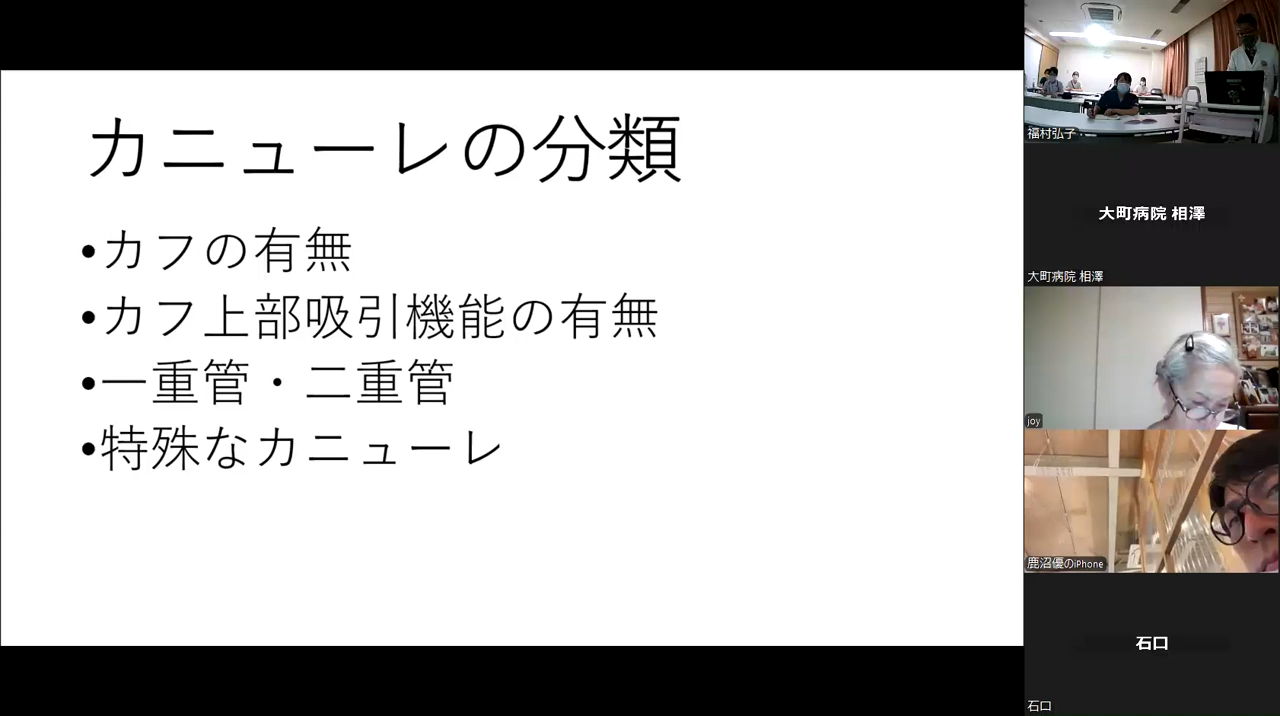 カニューレの分類
•カフの有無
•カフ上部吸引機能の有無
•一重管・二重管
•特殊なカニューレ
福村弘子
大町病院 相澤
大町病院 相澤
joy
鹿沼優のiPhone
石口
石口